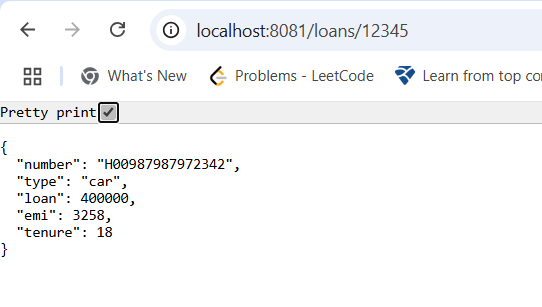 localhost:8081/loans/12345
What's New Problems - LeetCode Learn from top co
Pretty print
{
  "number": "H00987987972342",
  "type": "car",
  "loan": 400000,
  "emi": 3258,
  "tenure": 18
}